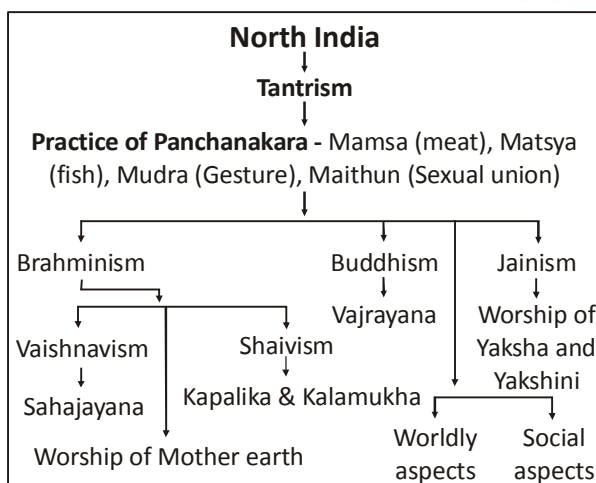 North India
Tantrism
Practice of Panchanakara - Mamsa (meat), Matsya
(fish), Mudra (Gesture), Maithun (Sexual union)
Brahminism
Buddhism
Jainism
Vaishnavism
Shaivism
Vajrayana
Worship of
Yaksha and
Yakshini
Sahajayana
Kapalika & Kalamukha
Worship of Mother earth
Worldly
aspects
Social
aspects